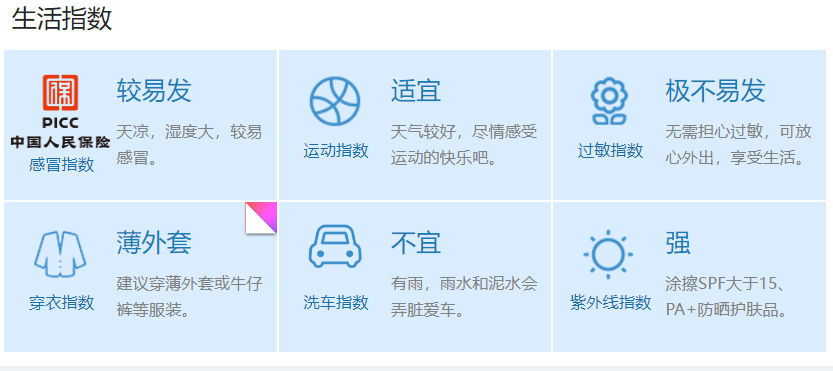 生活指数
PICC
中国人民保险
感冒指数
较易发
天凉，湿度大，较易
感冒。
运动指数
适宜
天气较好，尽情感受
运动的快乐吧。
过敏指数
极不易发
无需担心过敏，可放
心外出，享受生活。
穿衣指数
薄外套
建议穿薄外套或牛仔
裤等服装。
洗车指数
不宜
有雨，雨水和泥水会
弄脏爱车。
紫外线指数
强
涂擦SPF大于15、
PA+防晒护肤品。